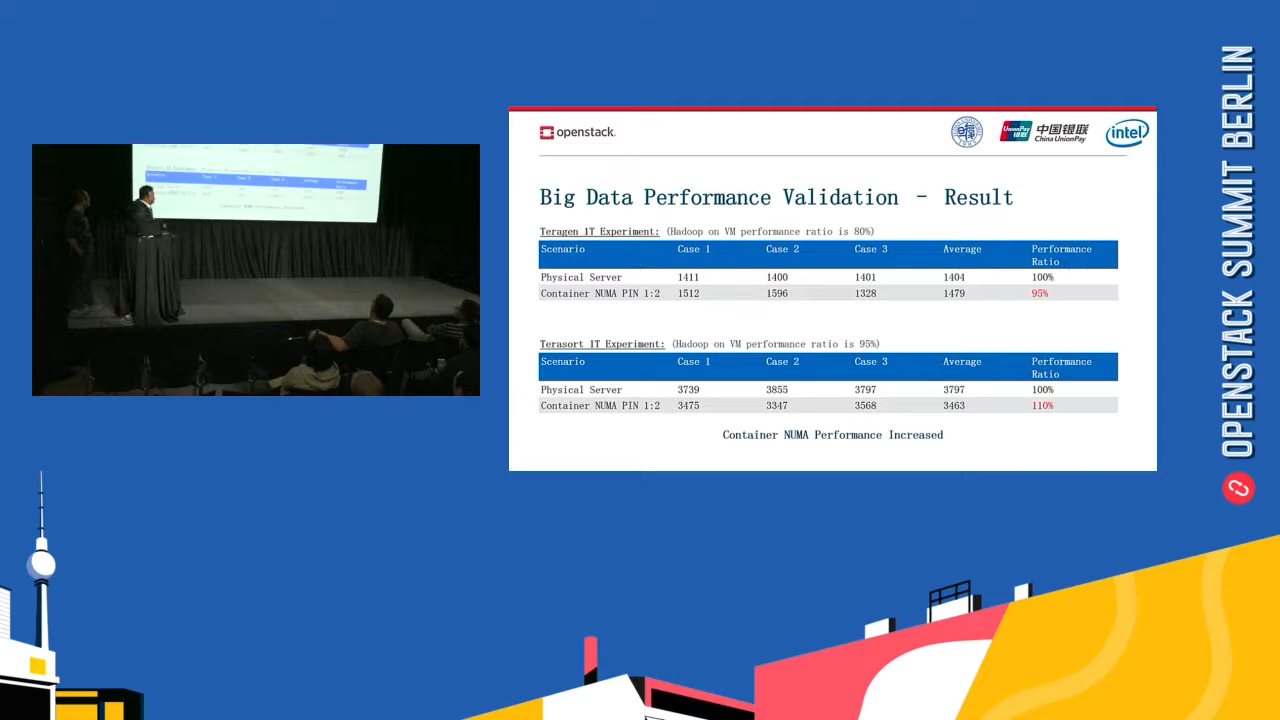 openstack.
UnionPay
银联
中国银联
China UnionPay
intel
Big Data Performance Validation - Result
Teragen 1T Experiment: (Hadoop on VM performance ratio is 80%)
Scenario Case 1 Case 2 Case 3 Average Performance Ratio
Physical Server 1411 1400 1401 1404 100%
Container NUMA PIN 1:2 1512 1596 1328 1479 95%
Terasort 1T Experiment: (Hadoop on VM performance ratio is 95%)
Scenario Case 1 Case 2 Case 3 Average Performance Ratio
Physical Server 3739 3855 3797 3797 100%
Container NUMA PIN 1:2 3475 3347 3568 3463 110%
Container NUMA Performance Increased
OPENSTACK SUMMIT BERLIN